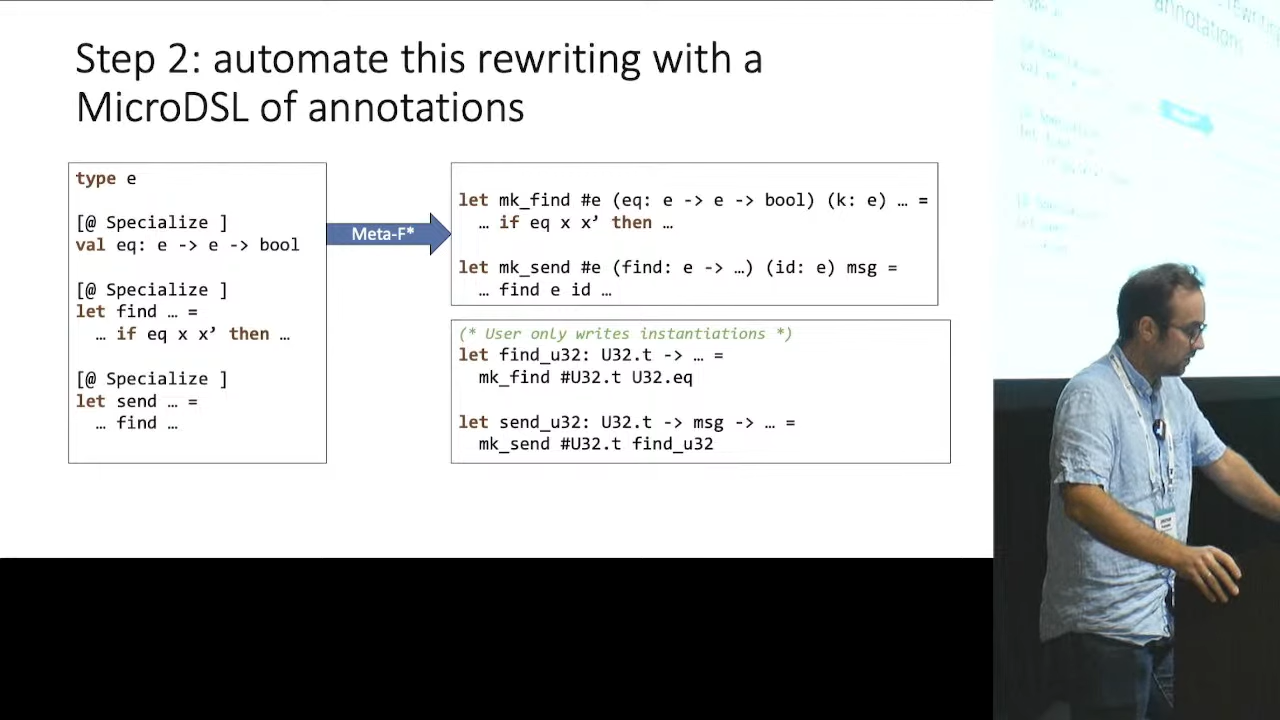 Step 2: automate this rewriting with a
MicroDSL of annotations
type e
[@ Specialize ]
val eq: e -> e -> bool
[@ Specialize ]
let find … =
… if eq x x’ then …
[@ Specialize ]
let send … =
… find …
Meta-F*
let mk_find #e (eq: e -> e -> bool) (k: e) … =
… if eq x x’ then …
let mk_send #e (find: e -> …) (id: e) msg =
… find e id …
(* User only writes instantiations *)
let find_u32: U32.t -> … =
mk_find #U32.t U32.eq
let send_u32: U32.t -> msg -> … =
mk_send #U32.t find_u32
annotations